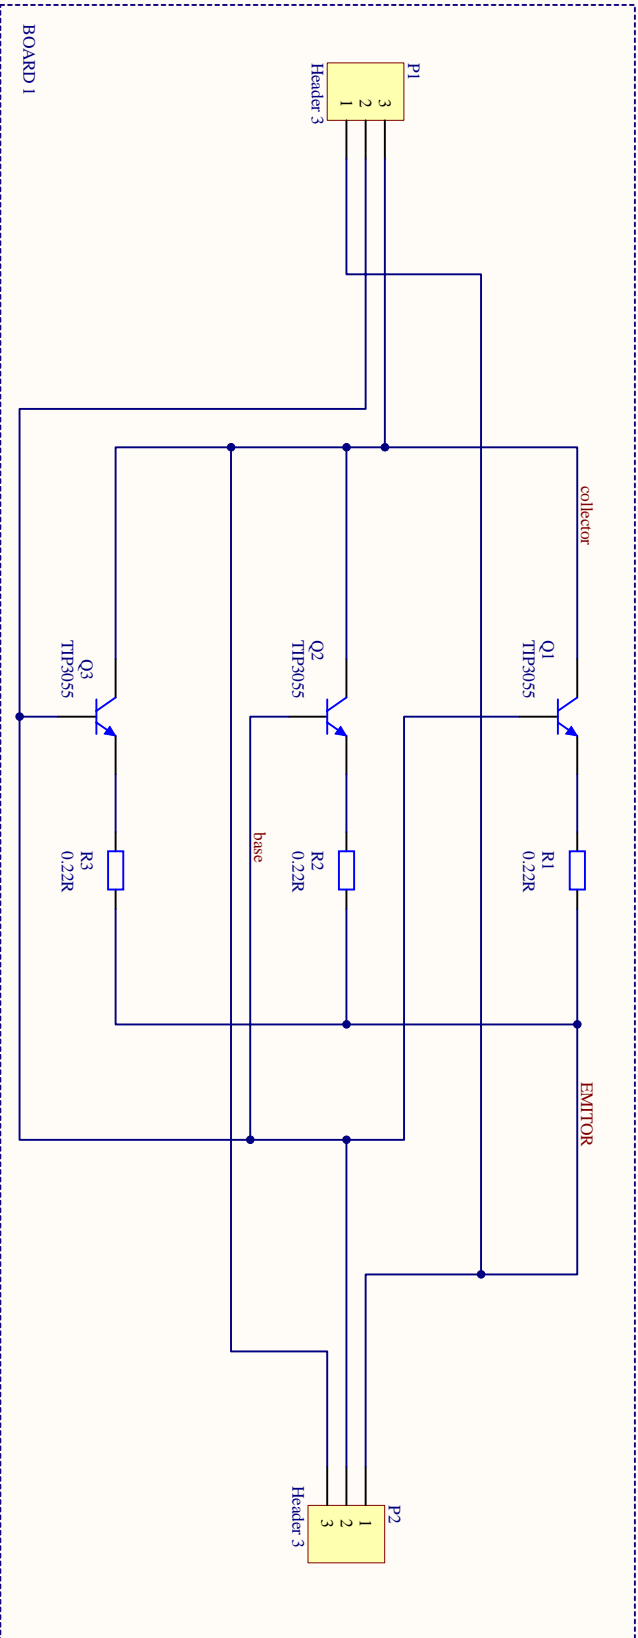 P1
3
2
1
Header 3
BOARD 1
collector
Q1
TIP3055
Q2
TIP3055
Q3
TIP3055
R1
0.22R
R2
0.22R
R3
0.22R
base
EMITOR
P2
1
2
3
Header 3